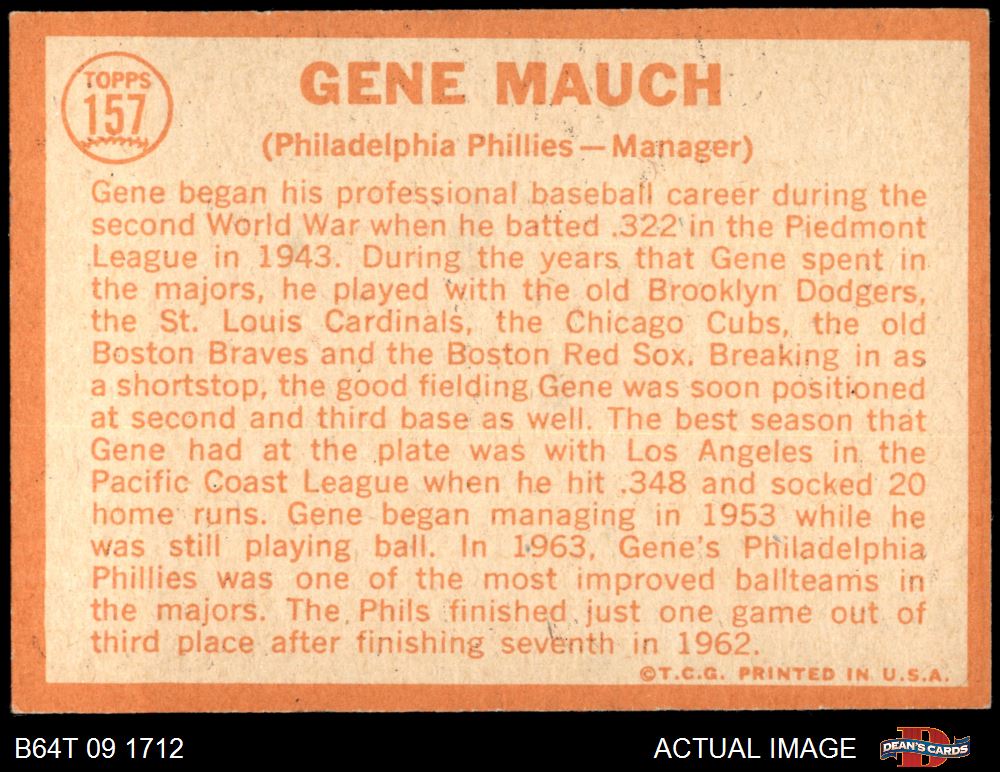 TOPPS
157
GENE MAUCH
(Philadelphia Phillies — Manager)
Gene began his professional baseball career during the
second World War when he batted .322 in the Piedmont
League in 1943. During the years that Gene spent in
the majors, he played with the old Brooklyn Dodgers,
the St. Louis Cardinals, the Chicago Cubs, the old
Boston Braves and the Boston Red Sox. Breaking in as
a shortstop, the good fielding Gene was soon positioned
at second and third base as well. The best season that
Gene had at the plate was with Los Angeles in the
Pacific Coast League when he hit .348 and socked 20
home runs. Gene began managing in 1953 while he
was still playing ball. In 1963, Gene's Philadelphia
Phillies was one of the most improved ballteams in
the majors. The Phils finished just one game out of
third place after finishing seventh in 1962.
©T.C.G. PRINTED IN U.S.A.
B64T 09 1712
ACTUAL IMAGE
D
DEAN'S CARDS